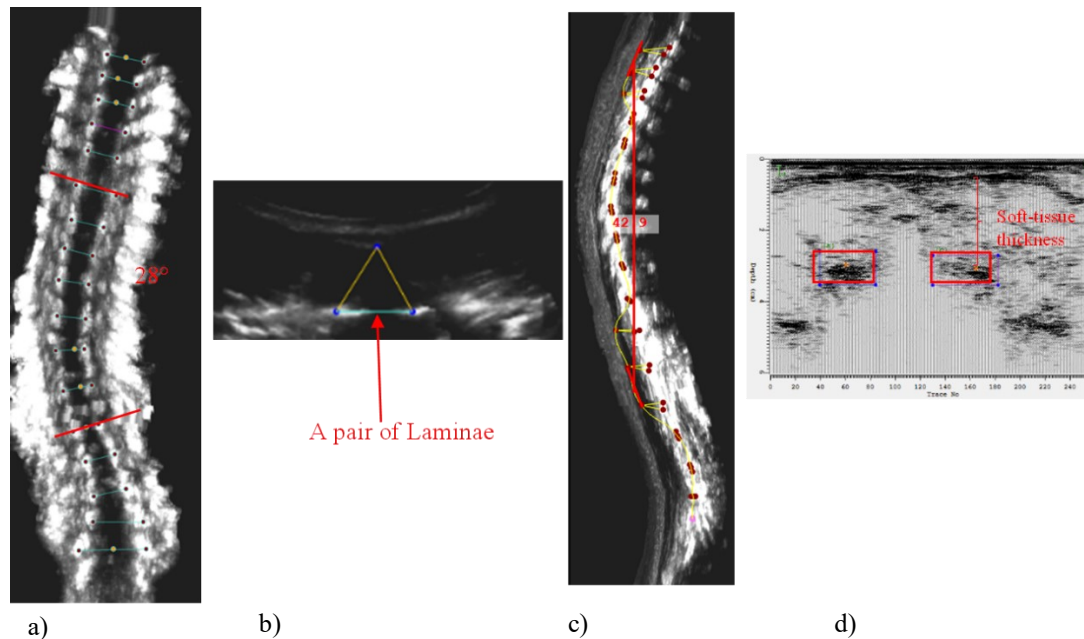 28°
A pair of Laminae
42 9
Soft-tissue
thickness
Depth (cm)
0
0 20 40 60 80 100 120 140 160 180 200 220 240
Trace No
a)
b)
c)
d)